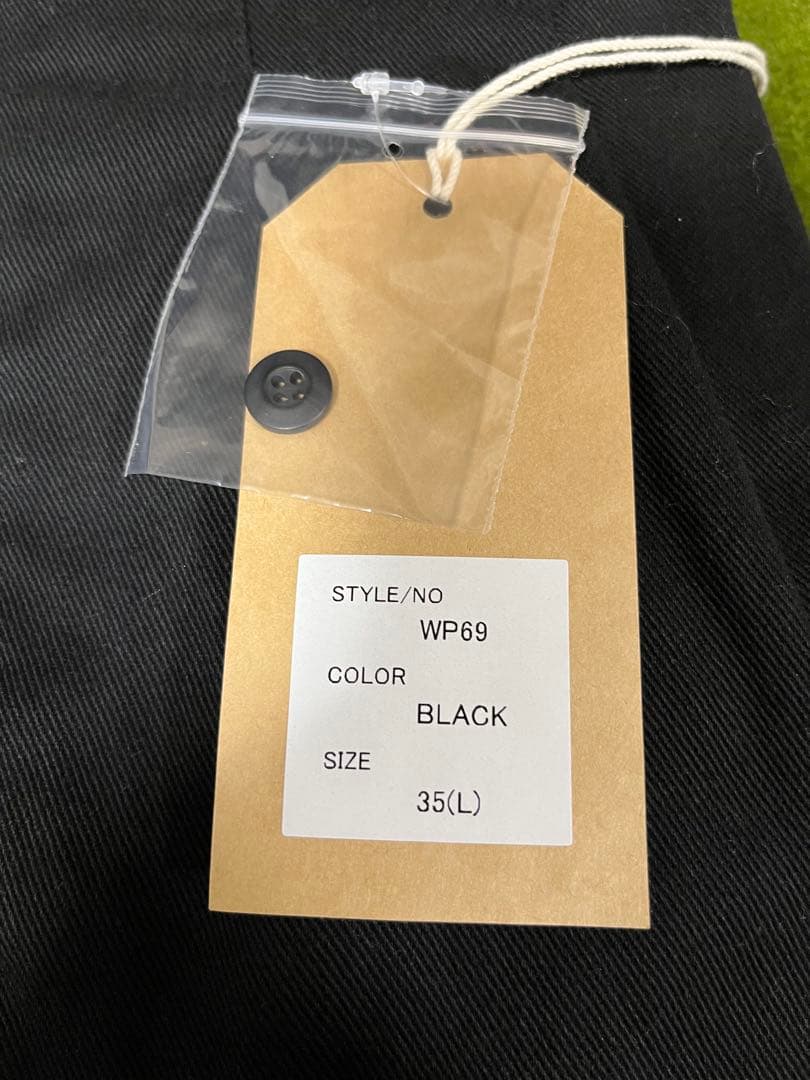 STYLE/NO
WP69
COLOR
BLACK
SIZE
35(L)